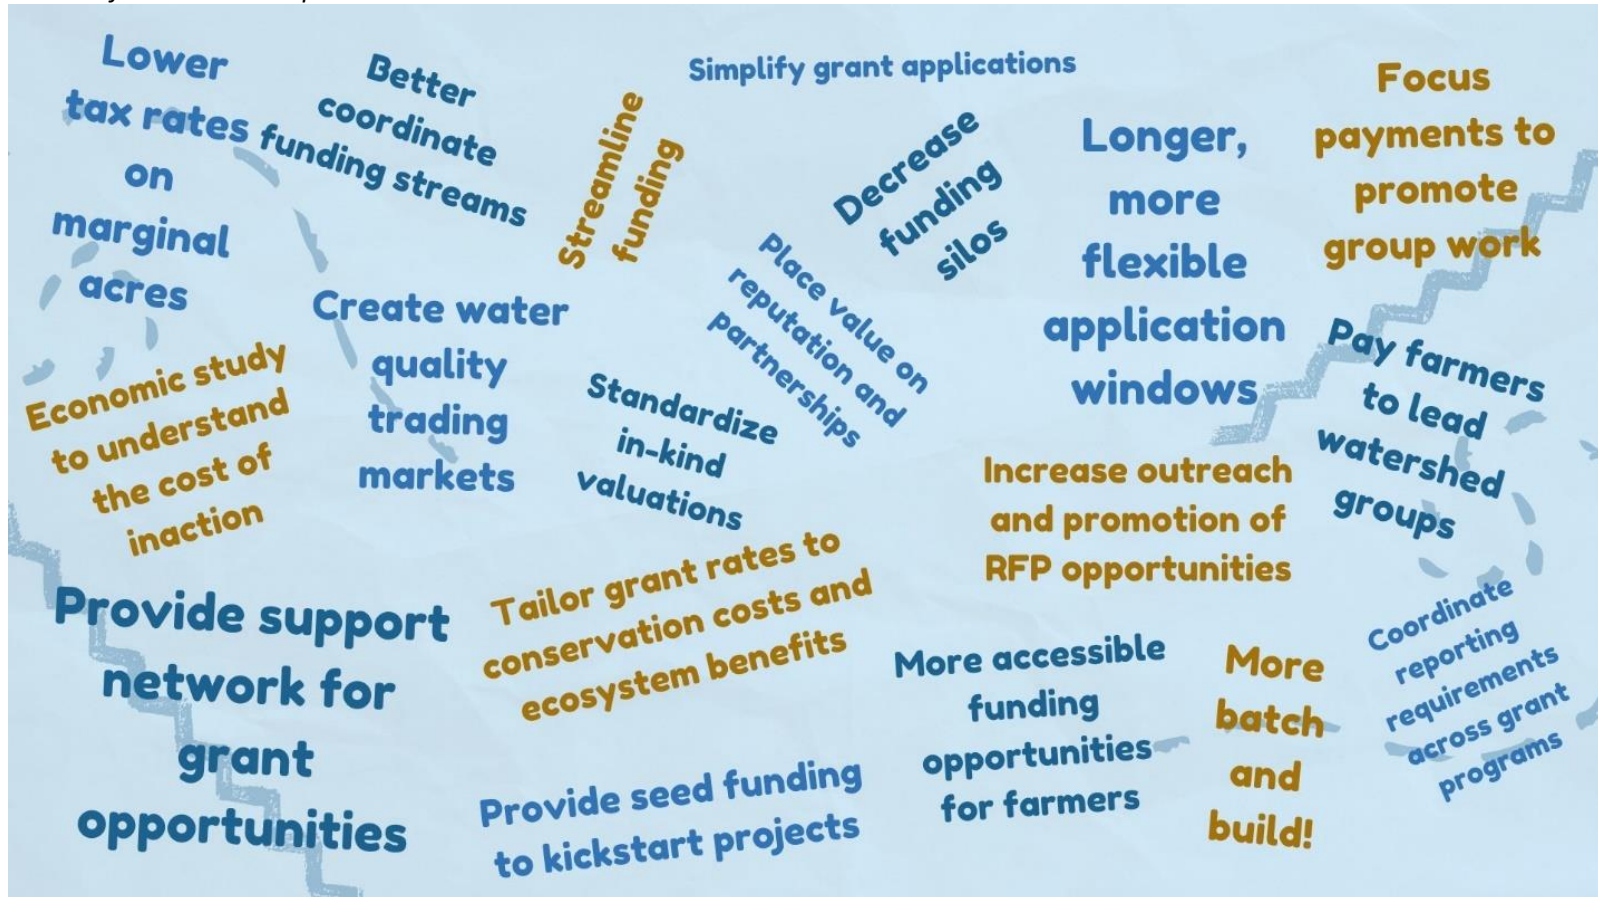 Lower
tax rates
on
marginal
acres
Better
coordinate
funding streams
Streamline
funding
Simplify grant applications
Decrease
funding
silos
Longer,
more
flexible
application
windows
Focus
payments to
promote
group work
Create water
quality
trading
markets
Place value on
reputation and
partnerships
Pay farmers
to lead
watershed
groups
Economic study
to understand
the cost of
inaction
Standardize
in-kind
valuations
Increase outreach
and promotion of
RFP opportunities
Provide support
network for
grant
opportunities
Tailor grant rates to
conservation costs and
ecosystem benefits
More accessible
funding
opportunities
for farmers
More
batch
and
build!
Coordinate
reporting
requirements
across grant
programs
Provide seed funding
to kickstart projects